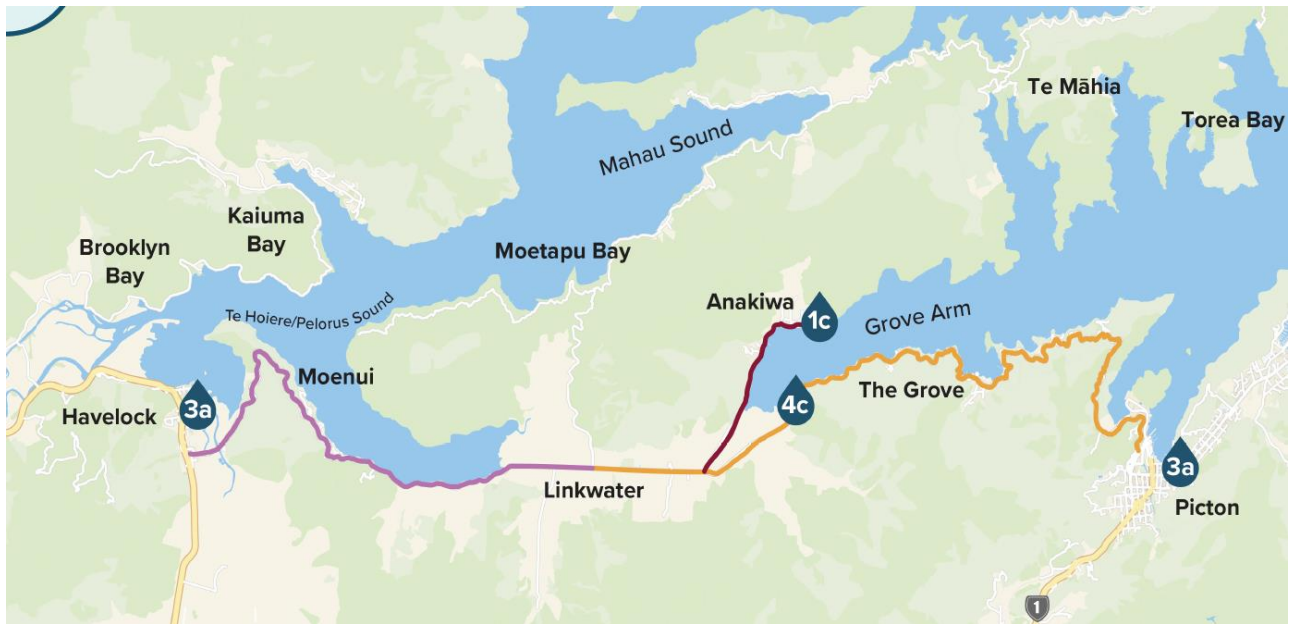 Te Māhia
Torea Bay
Mahau Sound
Kaiuma
Bay
Brooklyn
Bay
Moetapu Bay
Te Hoiere/Pelorus Sound
Anakiwa
1c
Grove Arm
Moenui
Havelock
3a
4c
The Grove
Linkwater
3a
Picton
1